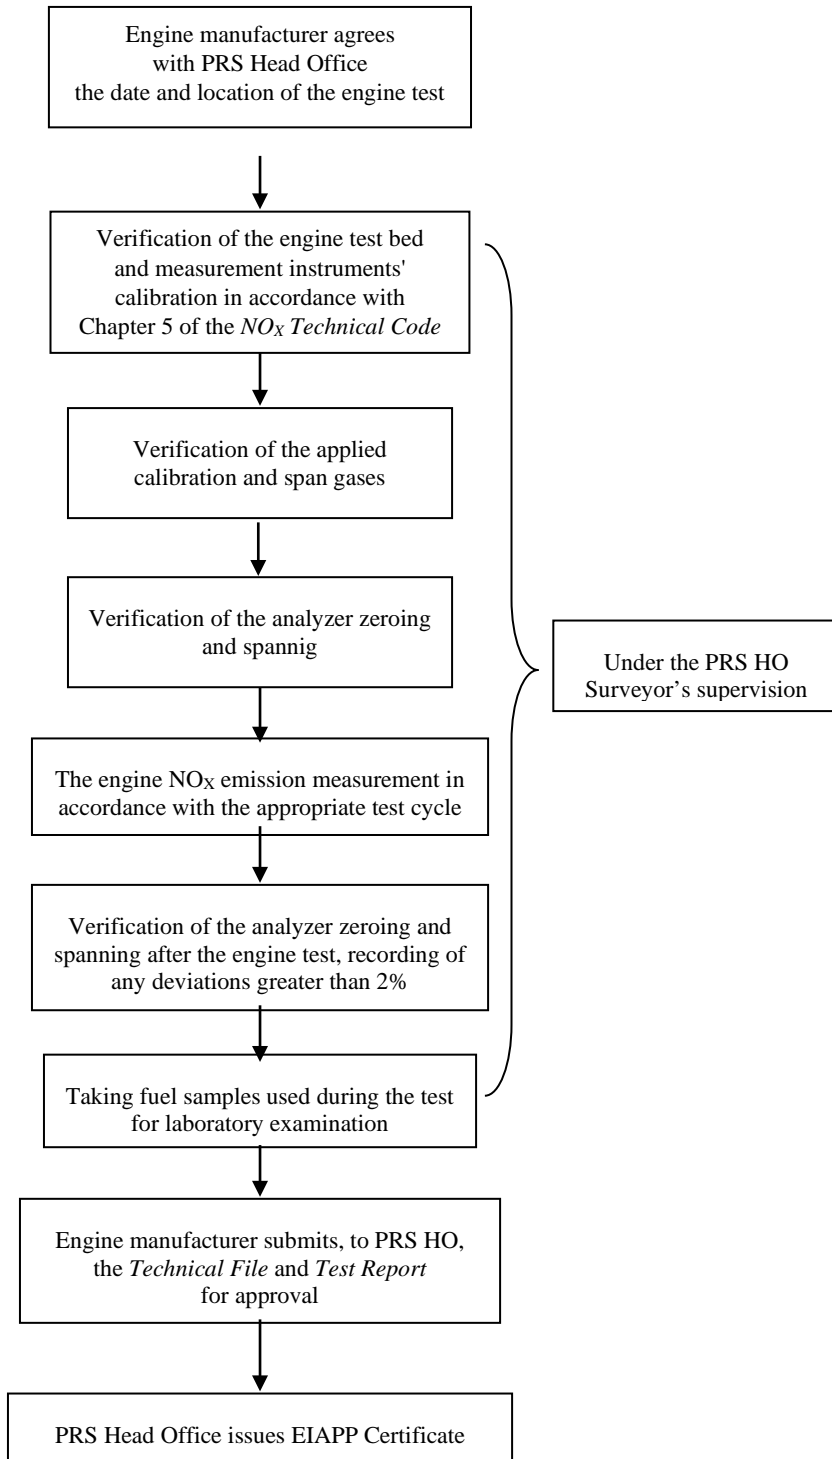 Engine manufacturer agrees
with PRS Head Office
the date and location of the engine test
Verification of the engine test bed
and measurement instruments'
calibration in accordance with
Chapter 5 of the NOX Technical Code
Verification of the applied
calibration and span gases
Verification of the analyzer zeroing
and spannig
Under the PRS HO
Surveyor’s supervision
The engine NOX emission measurement in
accordance with the appropriate test cycle
Verification of the analyzer zeroing and
spanning after the engine test, recording of
any deviations greater than 2%
Taking fuel samples used during the test
for laboratory examination
Engine manufacturer submits, to PRS HO,
the Technical File and Test Report
for approval
PRS Head Office issues EIAPP Certificate